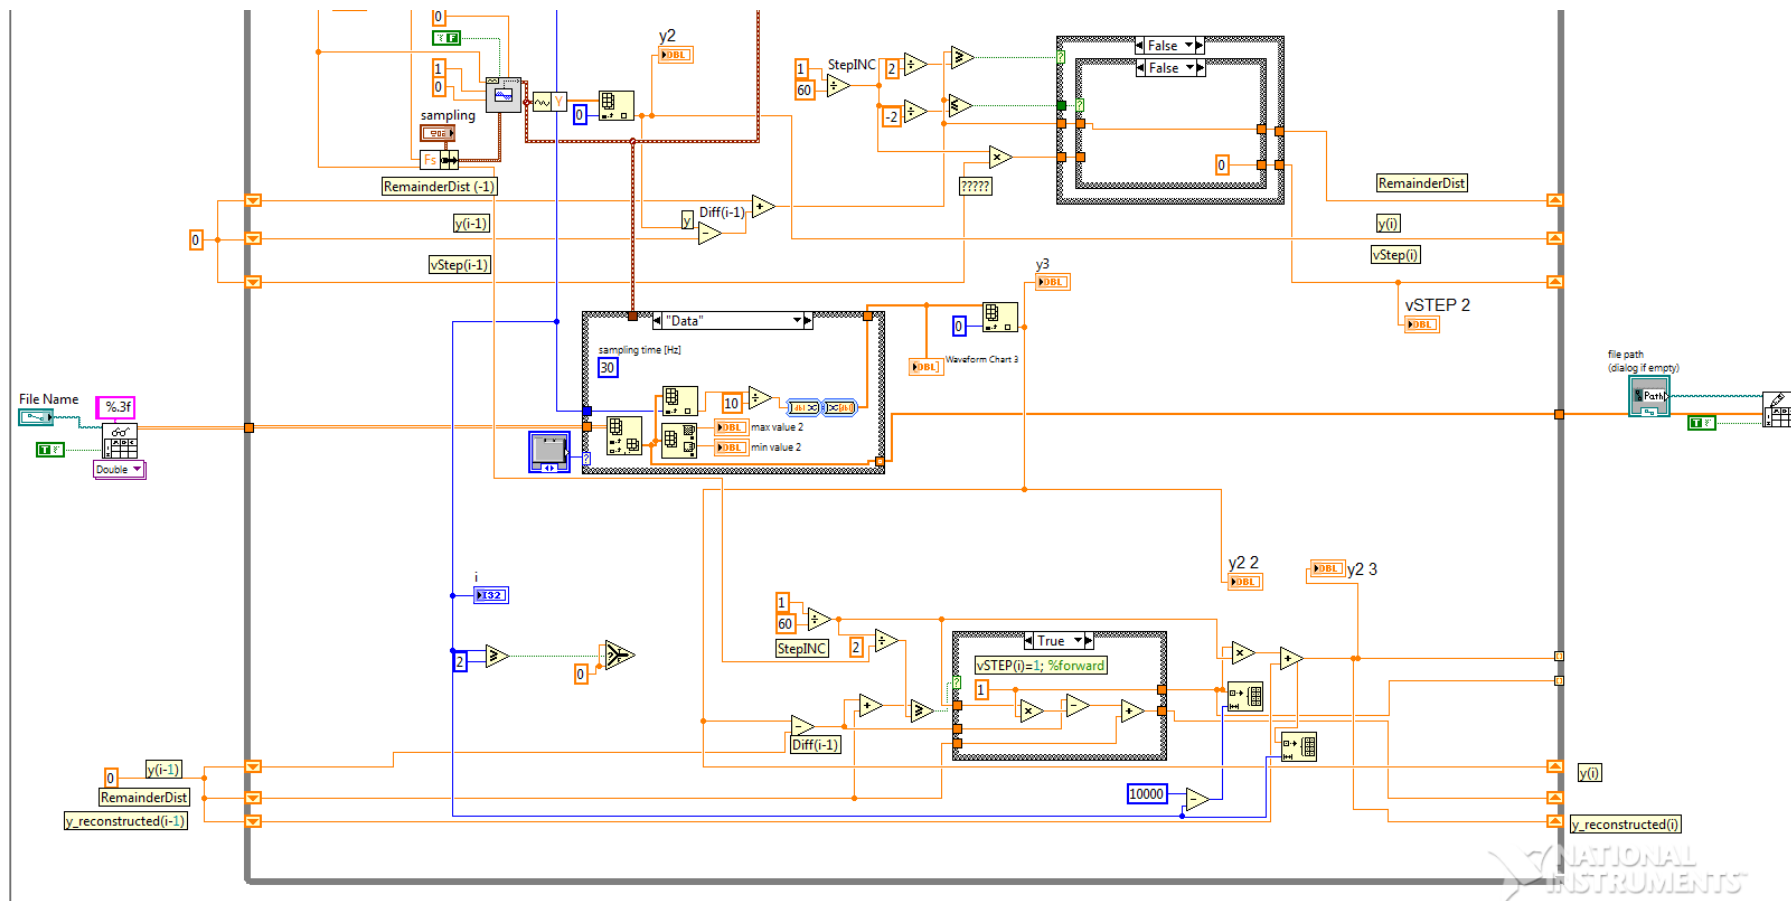 0
F
1
0
sampling
Fs
Y
0
y2
DBL
RemainderDist (-1)
y(i-1)
vStep(i-1)
0
y
Diff(i-1)
1
60
StepINC
2
-2
?????
False
False
0
RemainderDist
y(i)
vStep(i)
vSTEP 2
DBL
y3
DBL
0
Waveform Chart 3
DBL
"Data"
sampling time [Hz]
30
10
DBL
max value 2
DBL
min value 2
File Name
%.3f
T
Double
file path
(dialog if empty)
Path
T
i
I32
2
0
1
60
StepINC
2
True
vSTEP(i)=1; %forward
1
Diff(i-1)
y2 2
DBL
DBL
y2 3
10000
0
y(i-1)
RemainderDist
y_reconstructed(i-1)
y(i)
y_reconstructed(i)
NATIONAL
INSTRUMENTS™